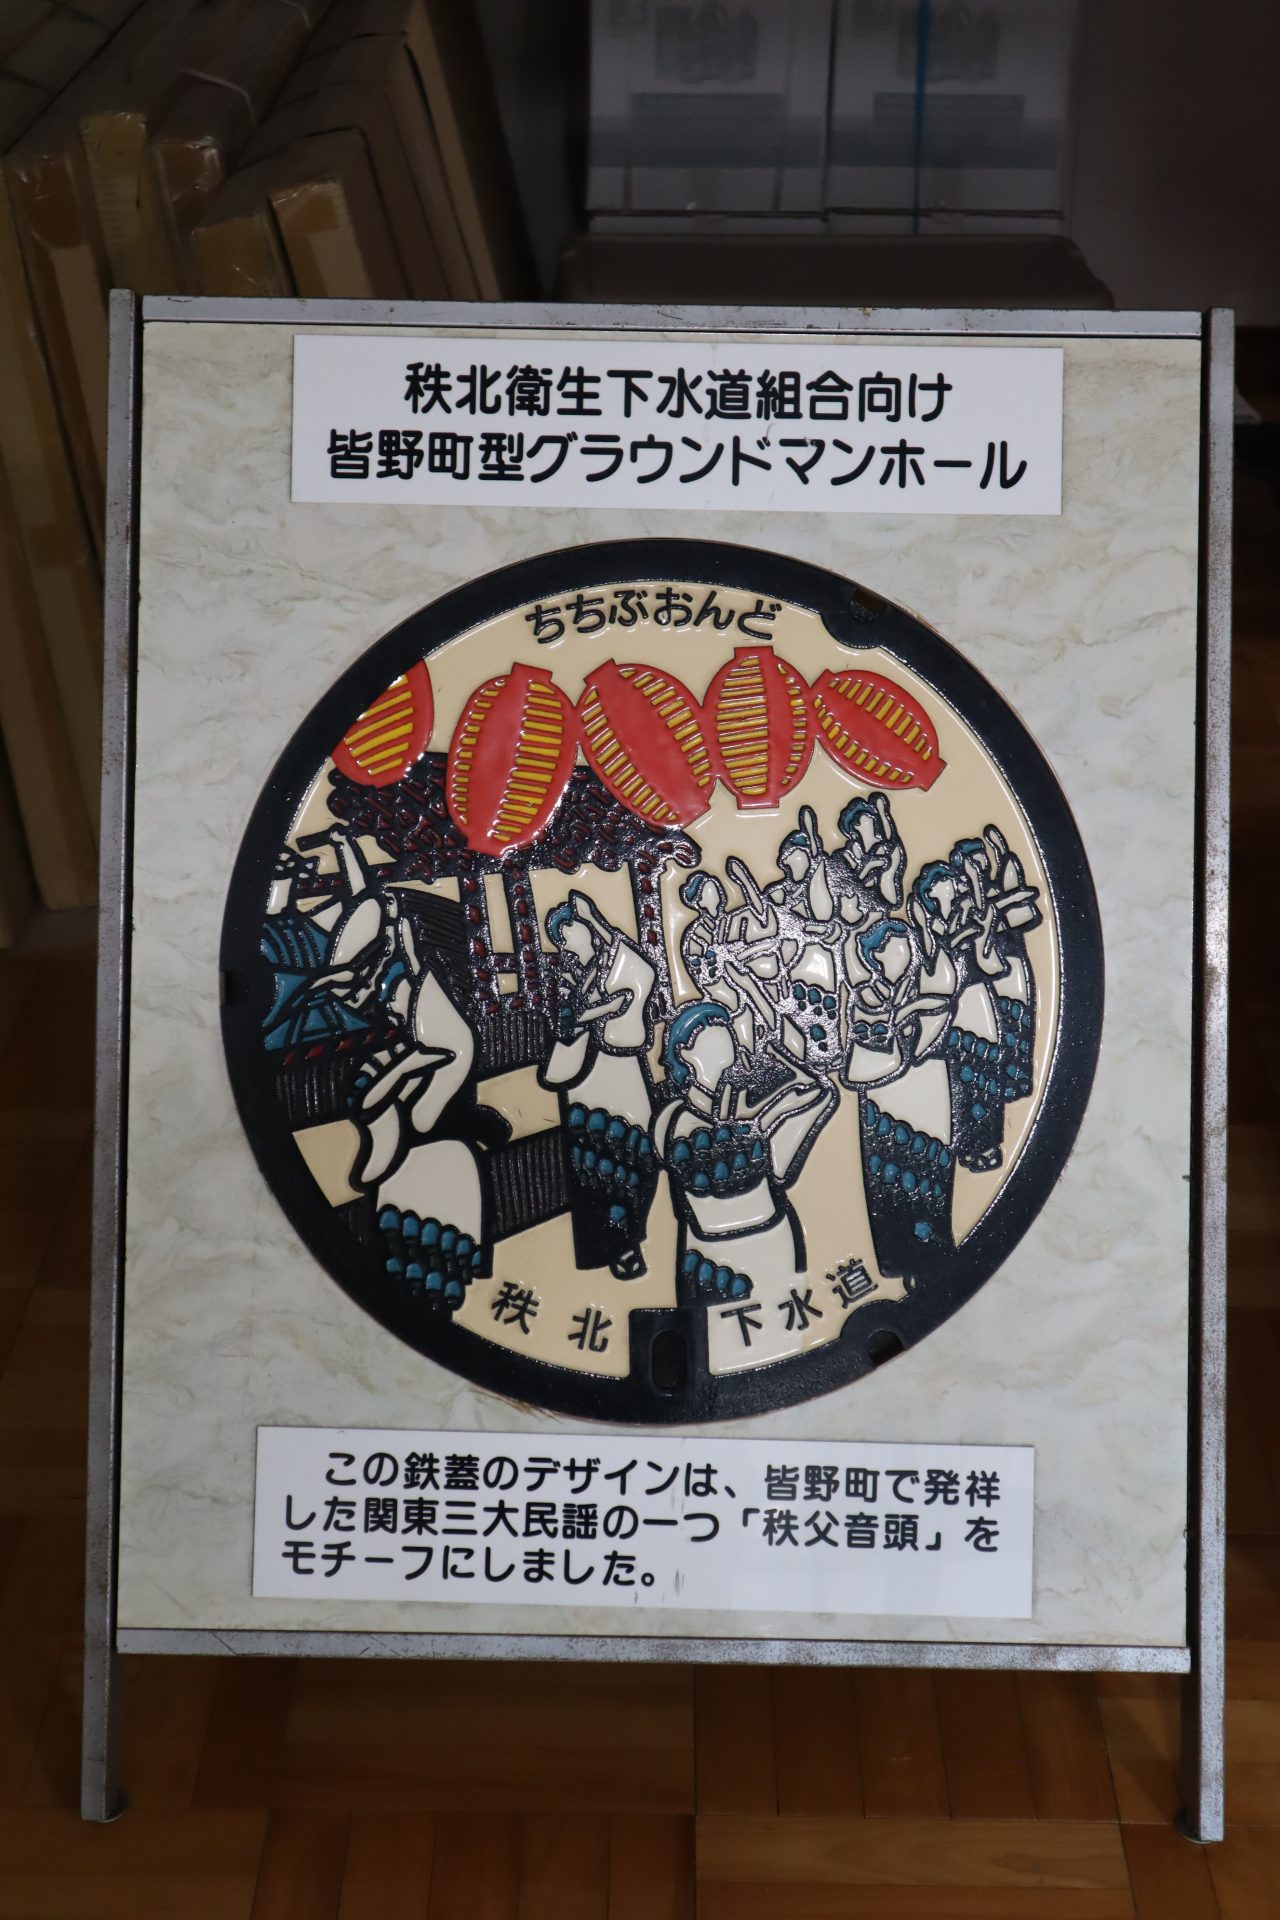 秩北衛生下水道組合向け
皆野町型グラウンドマンホール
ちちぶおんど
秩北 下水道
この鉄蓋のデザインは、皆野町で発祥
した関東三大民謡の一つ「秩父音頭」を
モチーフにしました。